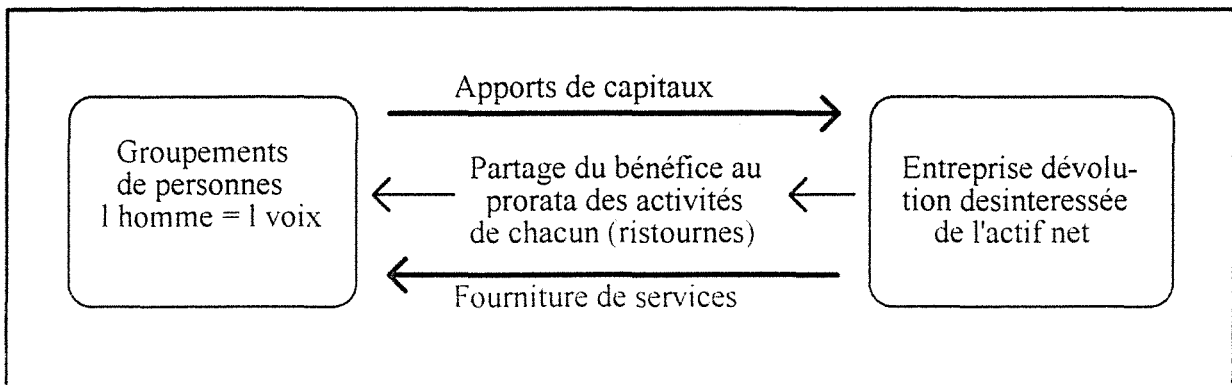 Groupements
de personnes
1 homme = 1 voix
Apports de capitaux
Partage du bénéfice au
prorata des activités
de chacun (ristournes)
Fourniture de services
Entreprise dévolu-
tion desinteressée
de l'actif net